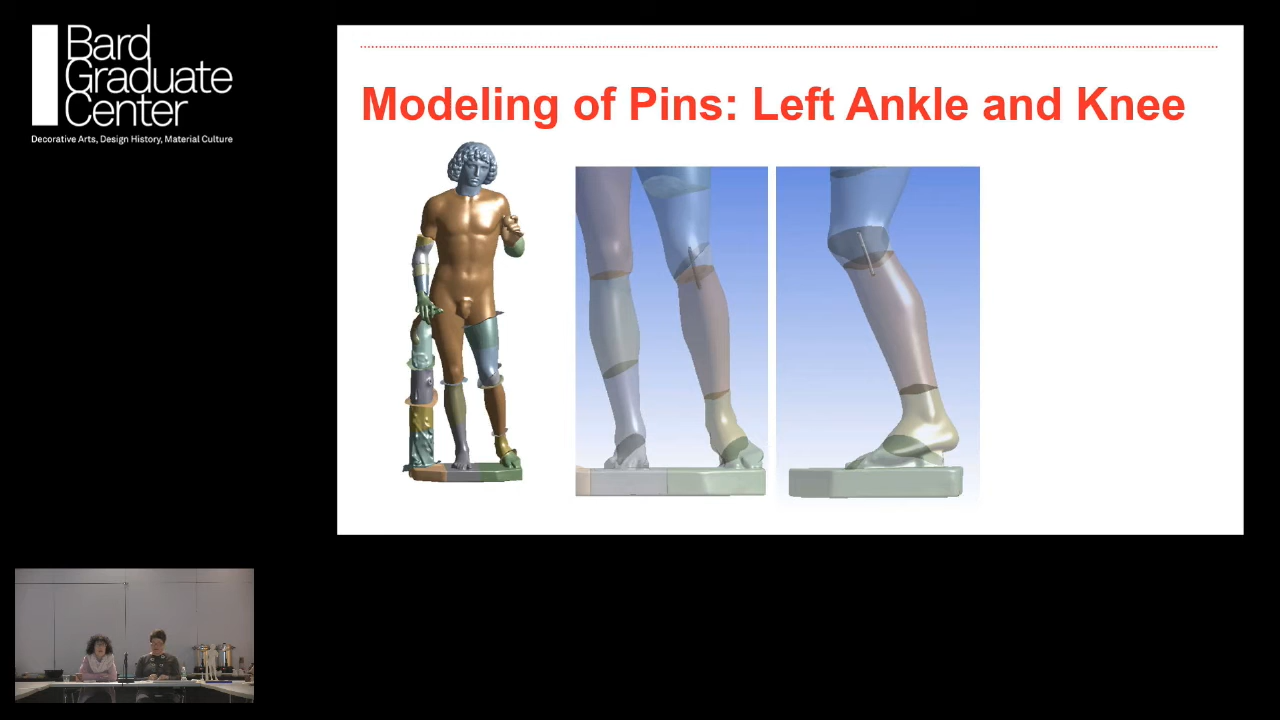 Bard
Graduate
Center
Decorative Arts, Design History, Material Culture
Modeling of Pins: Left Ankle and Knee